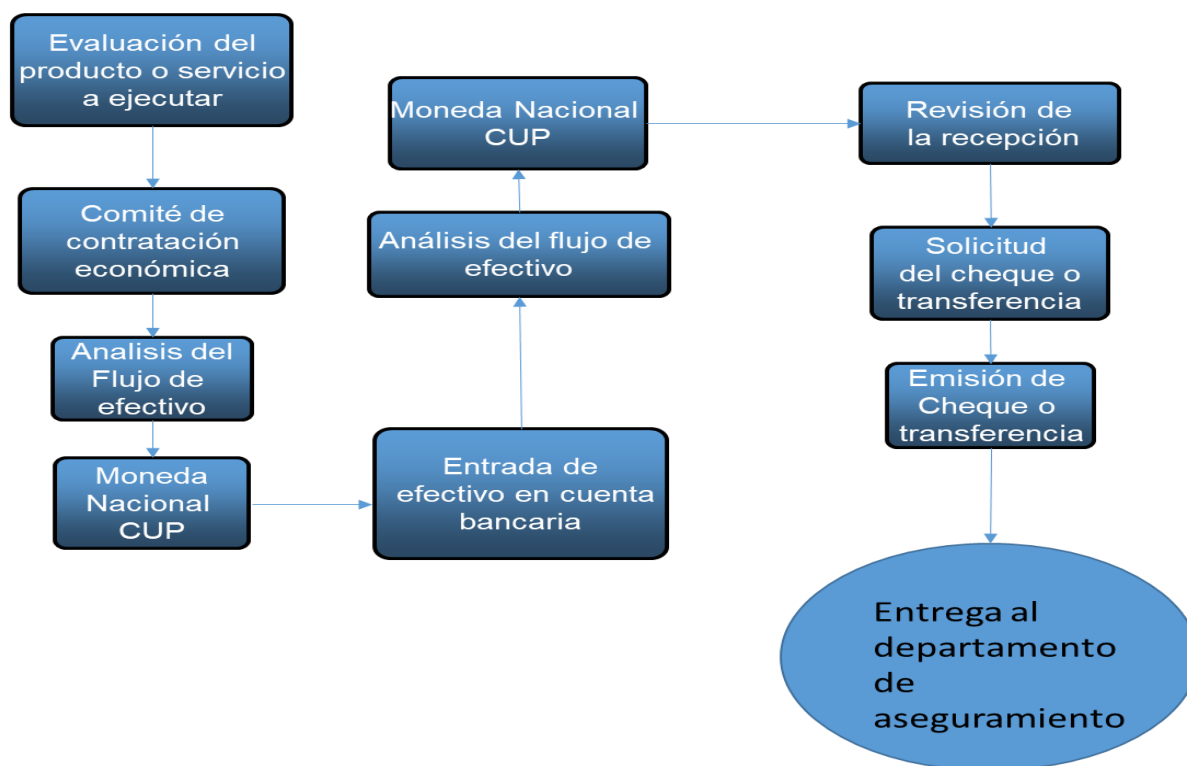 Evaluación del
producto o servicio
a ejecutar
Comité de
contratación
económica
Analisis del
Flujo de
efectivo
Moneda
Nacional
CUP
Entrada de
efectivo en cuenta
bancaria
Análisis del flujo de
efectivo
Moneda Nacional
CUP
Revisión de
la recepción
Solicitud
del cheque o
transferencia
Emisión de
Cheque o
transferencia
Entrega al
departamento
de
aseguramiento